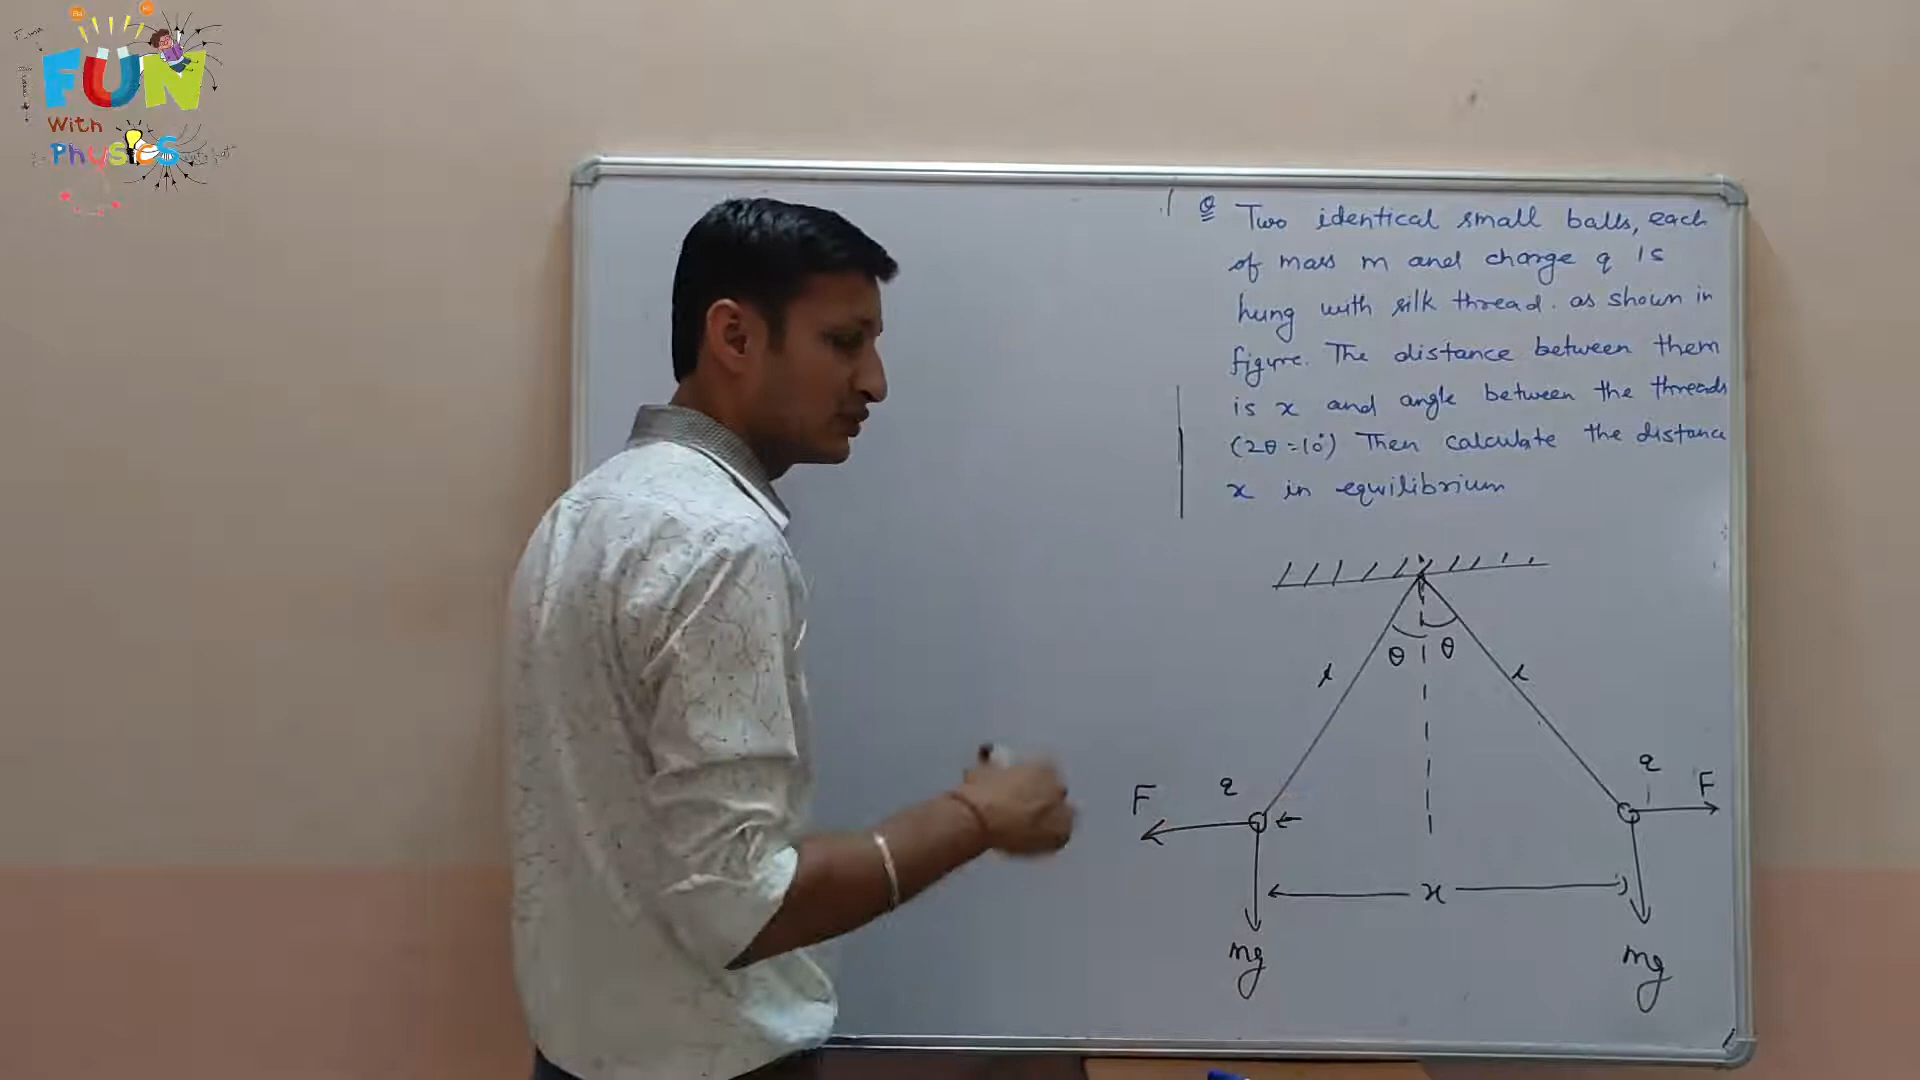 FUN
With
Physics
Q Two identical small balls, each
of mass m and charge q is
hung with silk thread. as shown in
figure. The distance between them
is x and angle between the threads
(2θ = 10°) Then calculate the distance
x in equilibrium
θ θ
l l
q q
F F
x
mg mg